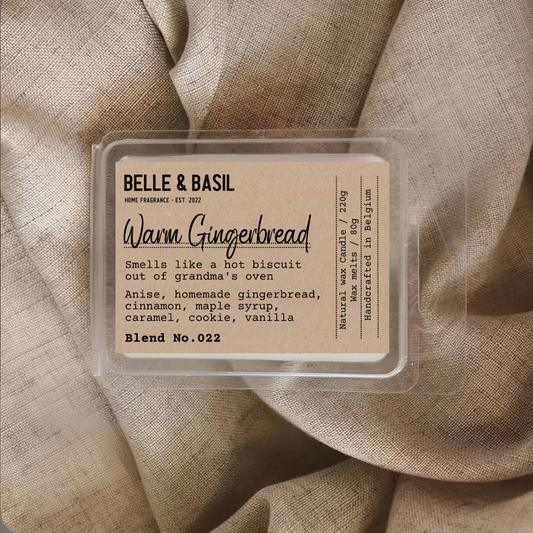 BELLE & BASIL
HOME FRAGRANCE - EST. 2022
Warm Gingerbread
Smells like a hot biscuit
out of grandma's oven
Anise, homemade gingerbread,
cinnamon, maple syrup,
caramel, cookie, vanilla
Blend No.022
Natural wax Candle / 220g
Wax melts / 80g
Handcrafted in Belgium